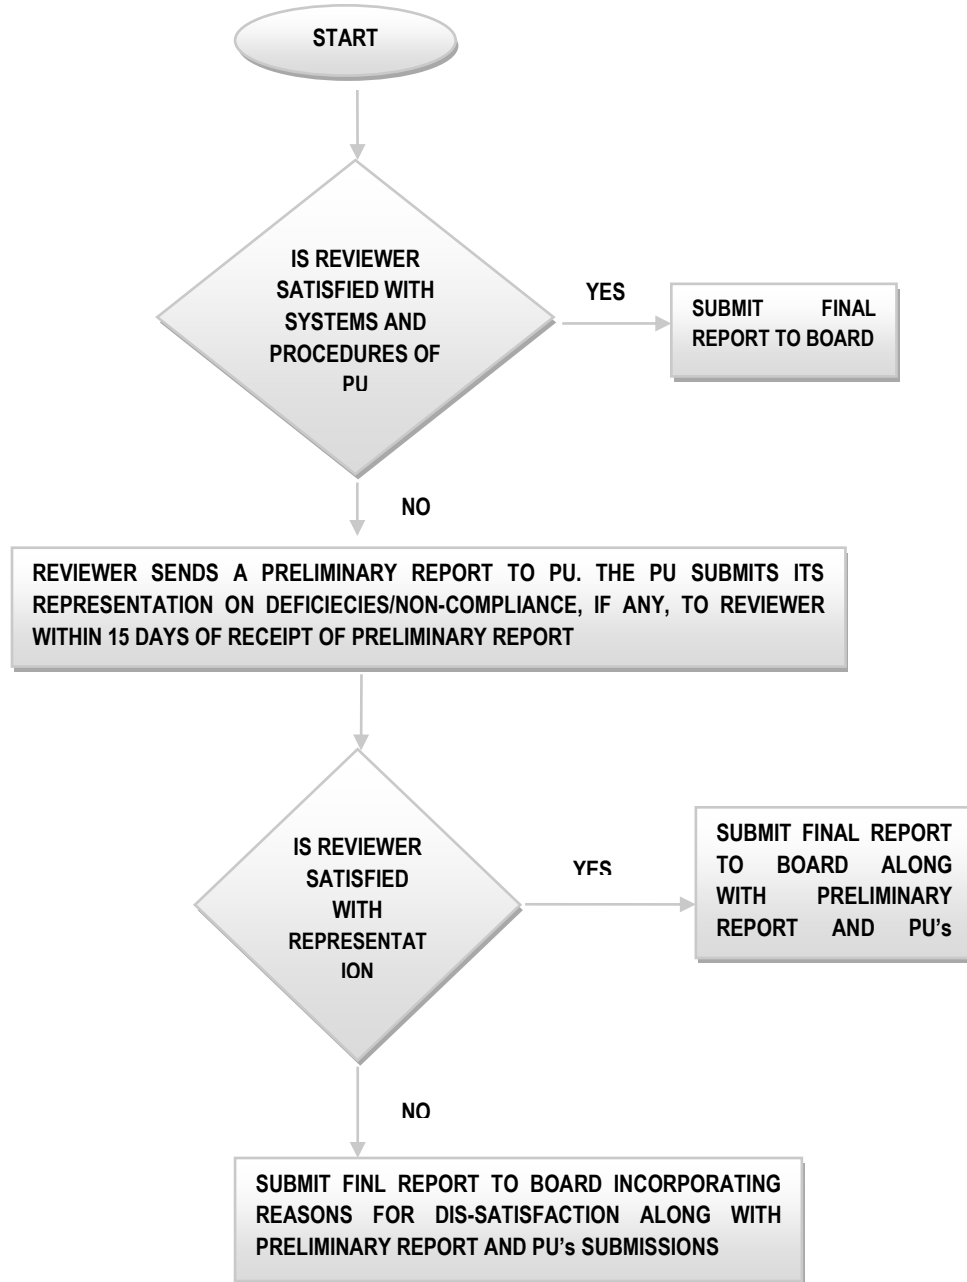 START
IS REVIEWER
SATISFIED WITH
SYSTEMS AND
PROCEDURES OF
PU
YES
SUBMIT FINAL
REPORT TO BOARD
NO
REVIEWER SENDS A PRELIMINARY REPORT TO PU. THE PU SUBMITS ITS
REPRESENTATION ON DEFICIECIES/NON-COMPLIANCE, IF ANY, TO REVIEWER
WITHIN 15 DAYS OF RECEIPT OF PRELIMINARY REPORT
IS REVIEWER
SATISFIED
WITH
REPRESENTAT
ION
YES
SUBMIT FINAL REPORT
TO BOARD ALONG
WITH PRELIMINARY
REPORT AND PU's
NO
SUBMIT FINL REPORT TO BOARD INCORPORATING
REASONS FOR DIS-SATISFACTION ALONG WITH
PRELIMINARY REPORT AND PU's SUBMISSIONS